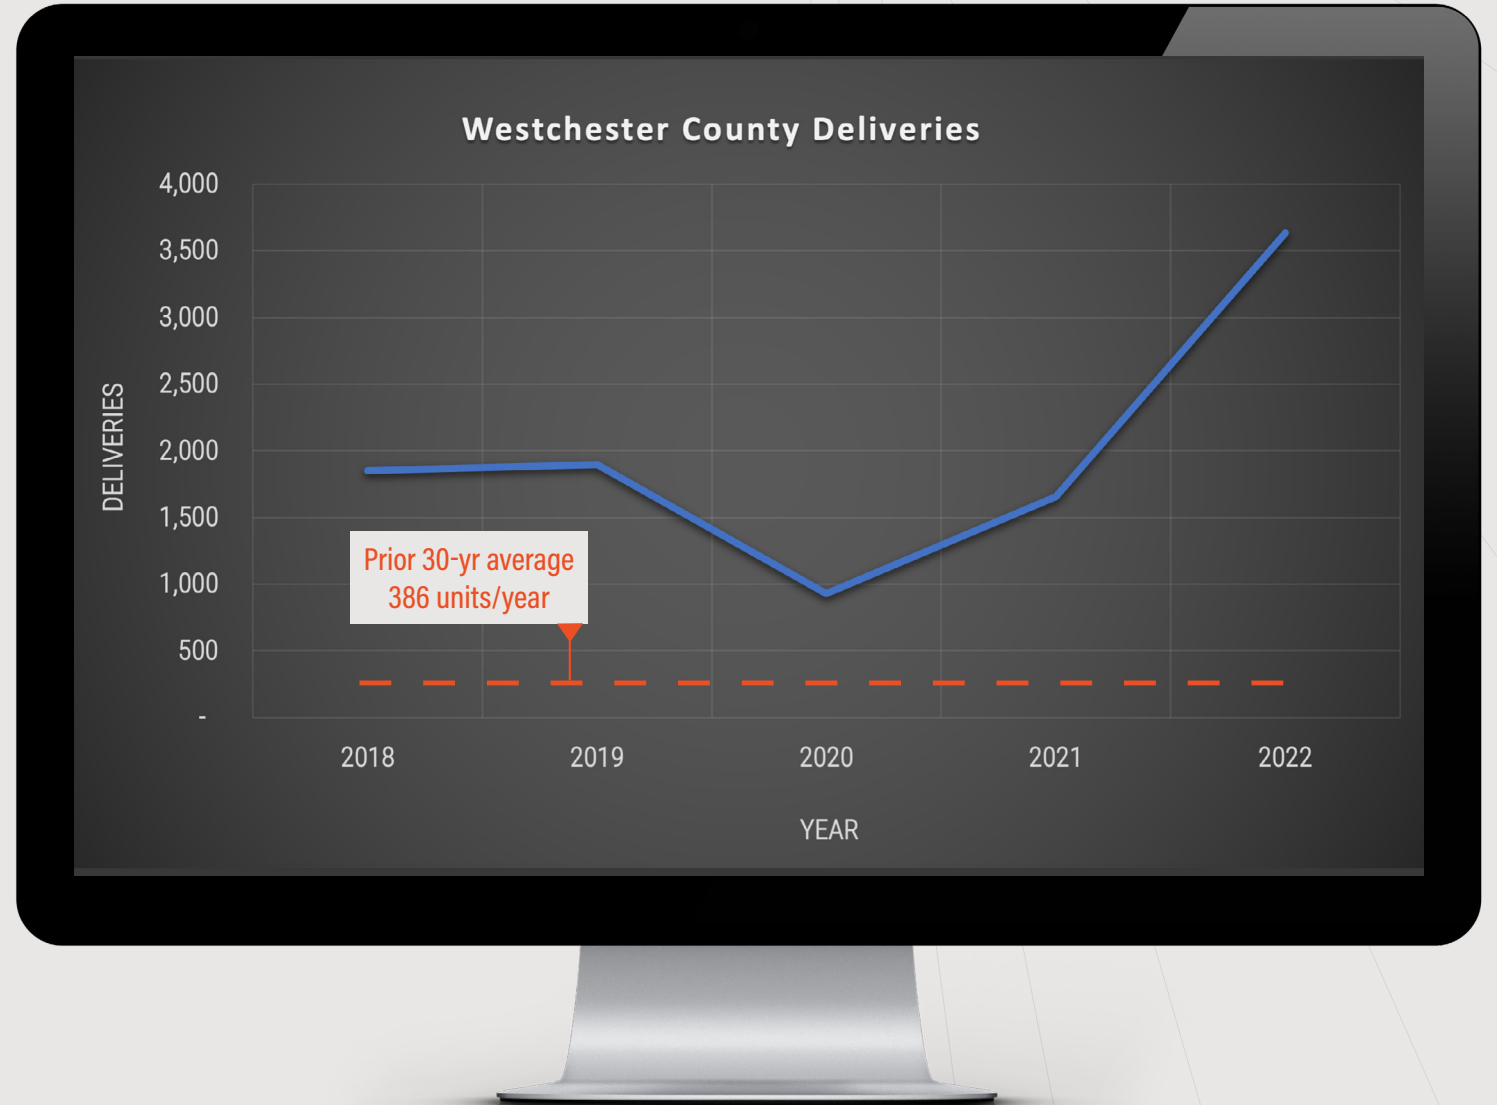 Westchester County Deliveries
4,000
3,500
3,000
2,500
2,000
1,500
1,000
500
-
DELIVERIES
Prior 30-yr average
386 units/year
2018 2019 2020 2021 2022
YEAR